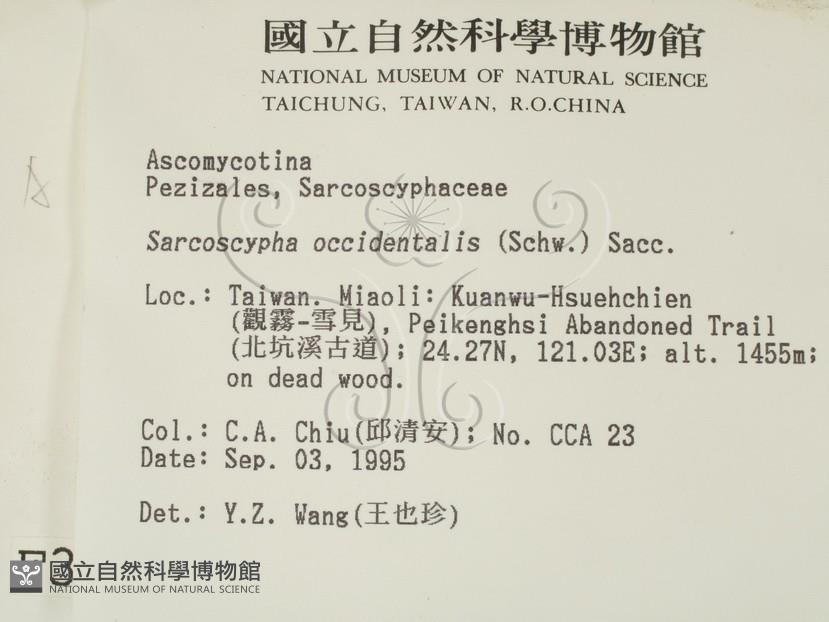 國立自然科學博物館
NATIONAL MUSEUM OF NATURAL SCIENCE
TAICHUNG, TAIWAN, R.O.CHINA
Ascomycotina
Pezizales, Sarcoscyphaceae
Sarcoscypha occidentalis (Schw.) Sacc.
Loc.: Taiwan. Miaoli: Kuanwu-Hsuehchien
(觀霧-雪見), Peikenghsi Abandoned Trail
(北坑溪古道); 24.27N, 121.03E; alt. 1455m;
on dead wood.
Col.: C.A. Chiu(邱清安); No. CCA 23
Date: Sep. 03, 1995
Det.: Y.Z. Wang(王也珍)
國立自然科學博物館
NATIONAL MUSEUM OF NATURAL SCIENCE